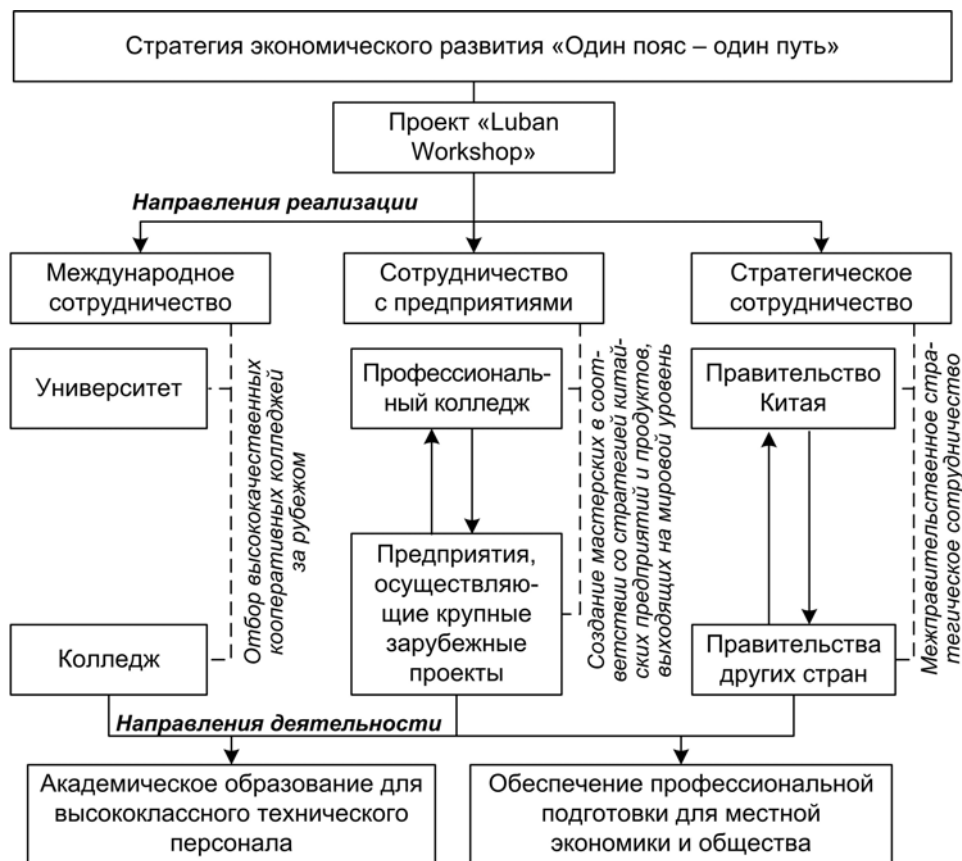 Стратегия экономического развития «Один пояс – один путь»
Проект «Luban
Workshop»
Направления реализации
Международное
сотрудничество
Сотрудничество
с предприятиями
Стратегическое
сотрудничество
Университет
Отбор высококачественных
кооперативных колледжей
за рубежом
Колледж
Профессиональ-
ный колледж
Создание мастерских в соот-
ветствии со стратегией китай-
ских предприятий и продуктов,
выходящих на мировой уровень
Предприятия,
осуществляю-
щие крупные
зарубежные
проекты
Правительство
Китая
Межправительственное стра-
тегическое сотрудничество
Правительства
других стран
Направления деятельности
Академическое образование для
высококлассного технического
персонала
Обеспечение профессиональной
подготовки для местной
экономики и общества